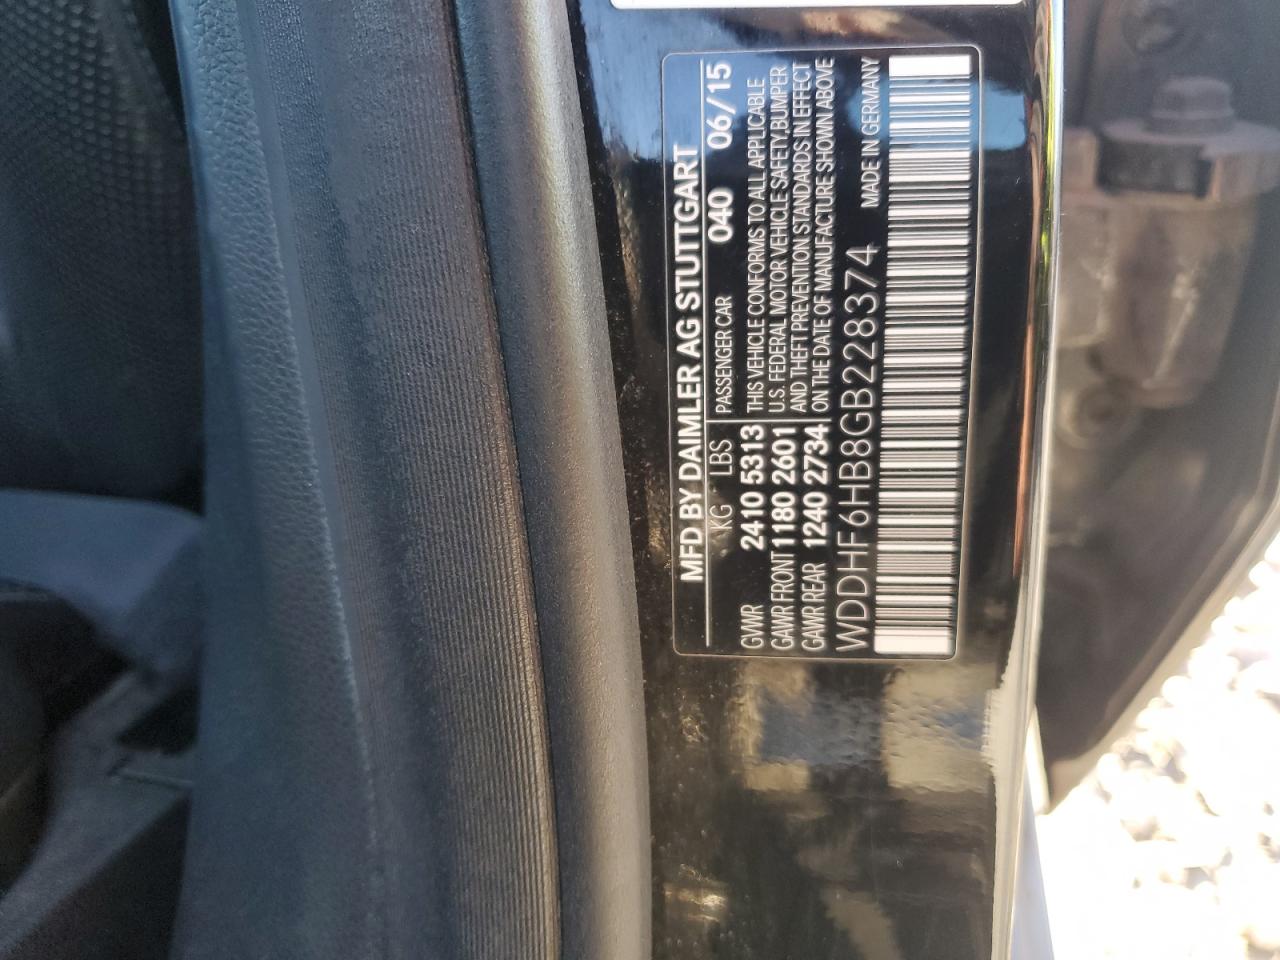 MFD BY DAIMLER AG STUTTGART
KG LBS PASSENGER CAR 040 06/15
GVWR 2410 5313 THIS VEHICLE CONFORMS TO ALL APPLICABLE
GAWR FRONT 1180 2601 U.S. FEDERAL MOTOR VEHICLE SAFETY,BUMPER
GAWR REAR 1240 2734 AND THEFT PREVENTION STANDARDS IN EFFECT
ON THE DATE OF MANUFACTURE SHOWN ABOVE
WDDHF6HB8GB228374 MADE IN GERMANY